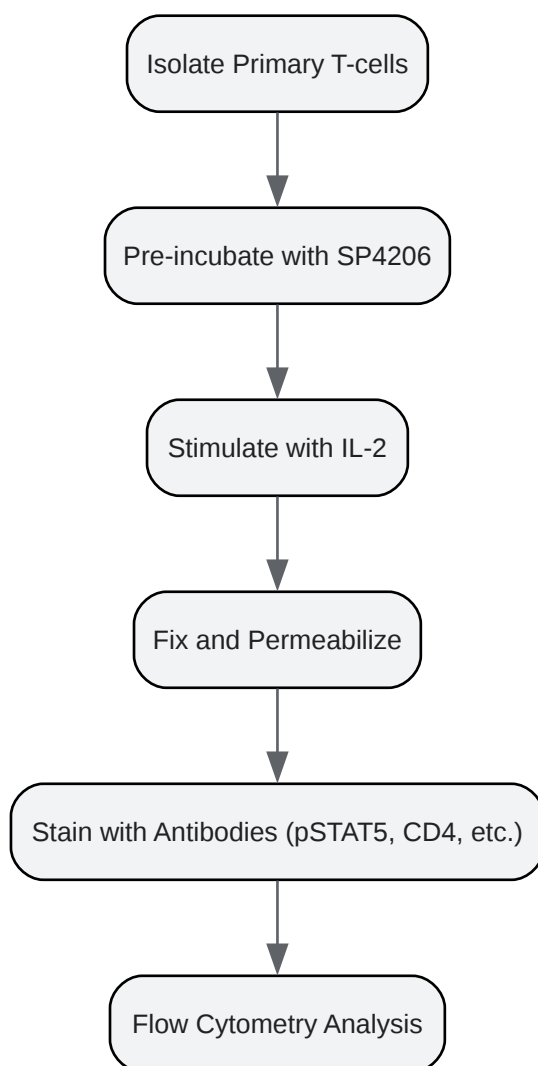 Isolate Primary T-cells
Pre-incubate with SP4206
Stimulate with IL-2
Fix and Permeabilize
Stain with Antibodies (pSTAT5, CD4, etc.)
Flow Cytometry Analysis